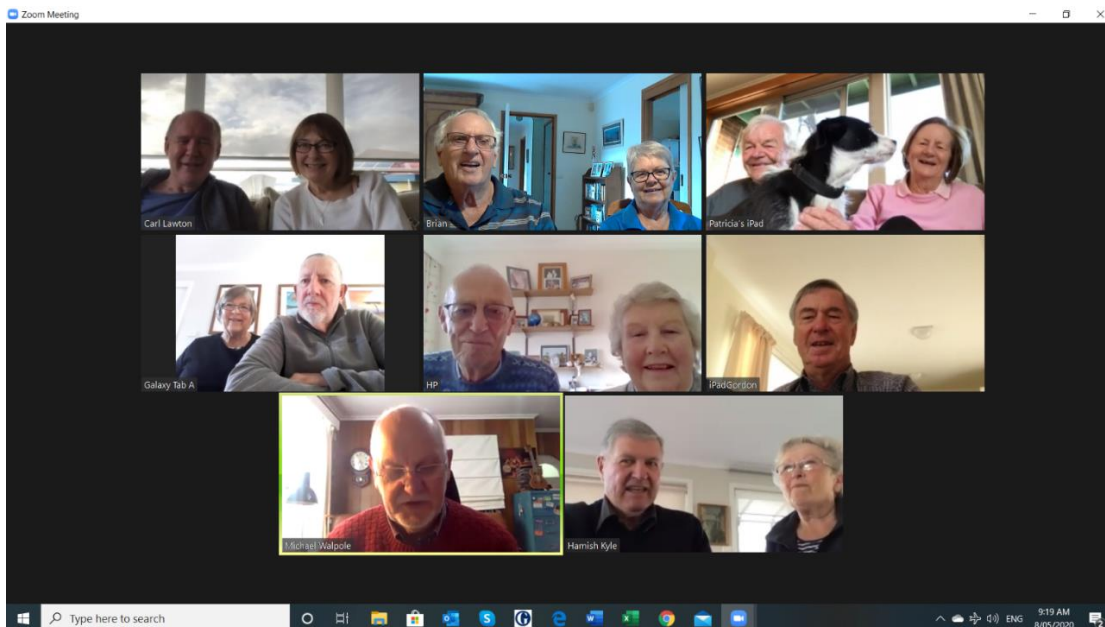 Zoom Meeting
Carl Lawton
Brian
Patricia's iPad
Galaxy Tab A
HP
iPadGordon
Michael Walpole
Hamish Kyle
Type here to search
ENG
9:19 AM
8/05/2020
2